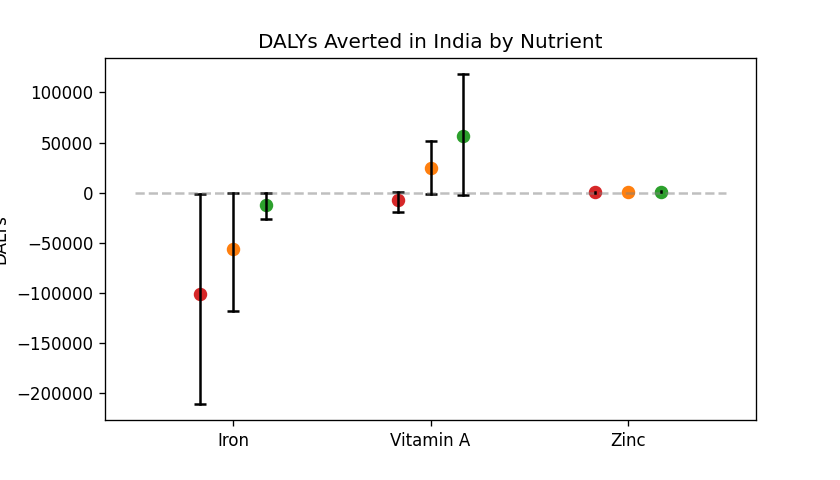 DALYs Averted in India by Nutrient
DALYs
100000
50000
0
−50000
−100000
−150000
−200000
Iron
Vitamin A
Zinc